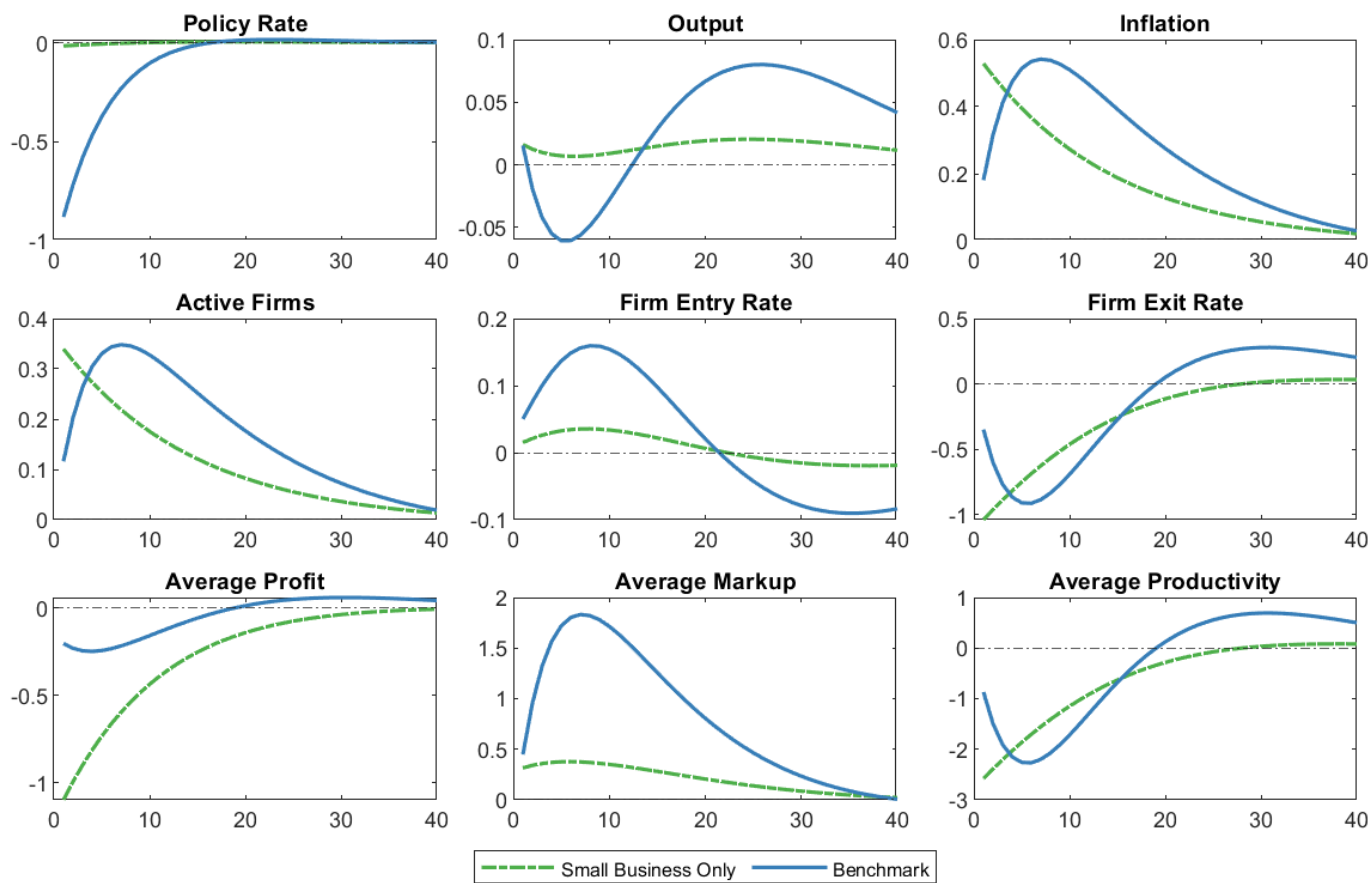 Policy Rate
0
-0.5
-1
0 10 20 30 40
Output
0.1
0.05
0
-0.05
0 10 20 30 40
Inflation
0.6
0.4
0.2
0
0 10 20 30 40
Active Firms
0.4
0.3
0.2
0.1
0
0 10 20 30 40
Firm Entry Rate
0.2
0.1
0
-0.1
0 10 20 30 40
Firm Exit Rate
0.5
0
-0.5
-1
0 10 20 30 40
Average Profit
0
-0.5
-1
0 10 20 30 40
Average Markup
2
1.5
1
0.5
0
0 10 20 30 40
Average Productivity
1
0
-1
-2
-3
0 10 20 30 40
Small Business Only Benchmark